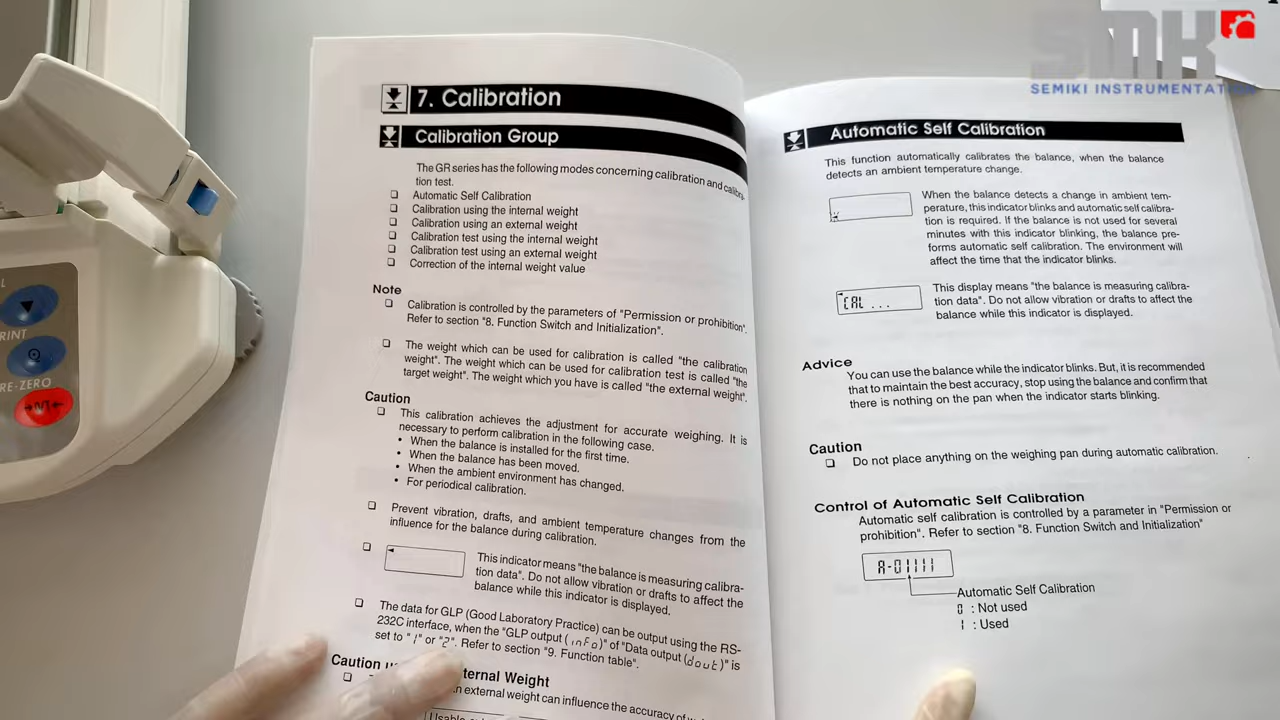 SMK
SEMIKI INSTRUMENTAT
7. Calibration
Calibration Group
The GR series has the following modes concerning calibration and calibra-
tion test.
❏ Automatic Self Calibration
❏ Calibration using the internal weight
❏ Calibration using an external weight
❏ Calibration test using the internal weight
❏ Calibration test using an external weight
❏ Correction of the internal weight value
Note
❏ Calibration is controlled by the parameters of "Permission or prohibition".
Refer to section "8. Function Switch and Initialization".
❏ The weight which can be used for calibration is called "the calibration
weight". The weight which can be used for calibration test is called "the
target weight". The weight which you have is called "the external weight".
Caution
❏ This calibration achieves the adjustment for accurate weighing. It is
necessary to perform calibration in the following case.
• When the balance is installed for the first time.
• When the balance has been moved.
• When the ambient environment has changed.
• For periodical calibration.
❏ Prevent vibration, drafts, and ambient temperature changes from the
influence for the balance during calibration.
❏ This indicator means "the balance is measuring calibra-
tion data". Do not allow vibration or drafts to affect the
balance while this indicator is displayed.
❏ The data for GLP (Good Laboratory Practice) can be output using the RS-
232C interface, when the "GLP output (info)" of "Data output (dout)" is
set to "1" or "2". Refer to section "9. Function table".
Caution ternal Weight
an external weight can influence the accuracy of
Automatic Self Calibration
This function automatically calibrates the balance, when the balance
detects an ambient temperature change.
When the balance detects a change in ambient tem-
perature, this indicator blinks and automatic self calibra-
tion is required. If the balance is not used for several
minutes with this indicator blinking, the balance pre-
forms automatic self calibration. The environment will
affect the time that the indicator blinks.
CAL ...
This display means "the balance is measuring calibra-
tion data". Do not allow vibration or drafts to affect the
balance while this indicator is displayed.
Advice
You can use the balance while the indicator blinks. But, it is recommended
that to maintain the best accuracy, stop using the balance and confirm that
there is nothing on the pan when the indicator starts blinking.
Caution
❏ Do not place anything on the weighing pan during automatic calibration.
Control of Automatic Self Calibration
Automatic self calibration is controlled by a parameter in "Permission or
prohibition". Refer to section "8. Function Switch and Initialization"
A-01111
Automatic Self Calibration
0 : Not used
1 : Used
L
RINT
RE-ZERO
→0/T←